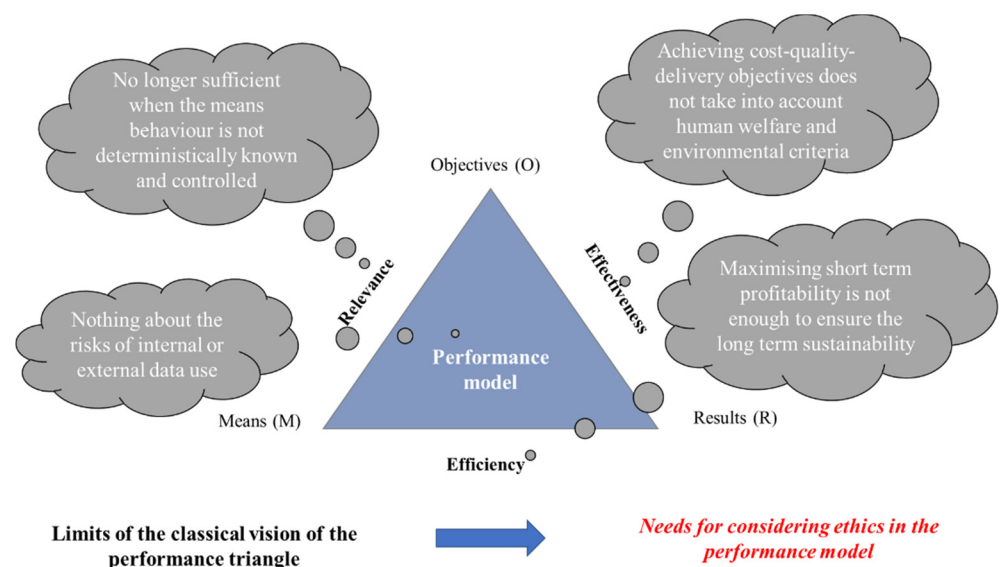 No longer sufficient
when the means
behaviour is not
deterministically known
and controlled
Achieving cost-quality-
delivery objectives does
not take into account
human welfare and
environmental criteria
Objectives (O)
Relevance
Effectiveness
Nothing about the
risks of internal or
external data use
Maximising short term
profitability is not
enough to ensure the
long term sustainability
Performance
model
Means (M)
Results (R)
Efficiency
Limits of the classical vision of the
performance triangle
Needs for considering ethics in the
performance model